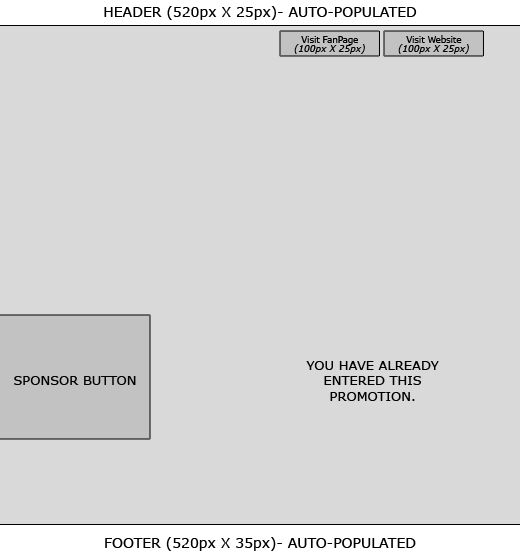 HEADER (520px X 25px)- AUTO-POPULATED
Visit FanPage
(100px X 25px)
Visit Website
(100px X 25px)
SPONSOR BUTTON
YOU HAVE ALREADY
ENTERED THIS
PROMOTION.
FOOTER (520px X 35px)- AUTO-POPULATED